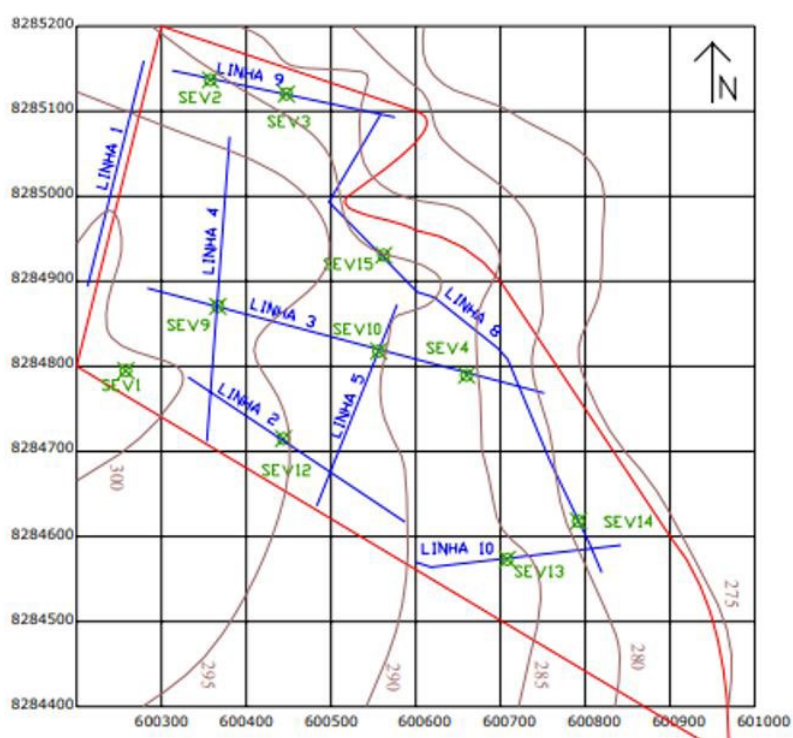 8285200
LINHA 9
SEV2
SEV3
N
8285100
LINHA 1
8285000
LINHA 4
SEV15
8284900
LINHA 3
LINHA 8
SEV9
SEV10
SEV4
8284800
SEV1
LINHA 2
LINHA 5
8284700
SEV12
300
SEV14
8284600
LINHA 10
SEV13
275
8284500
295
290
285
280
8284400
600300 600400 600500 600600 600700 600800 600900 601000